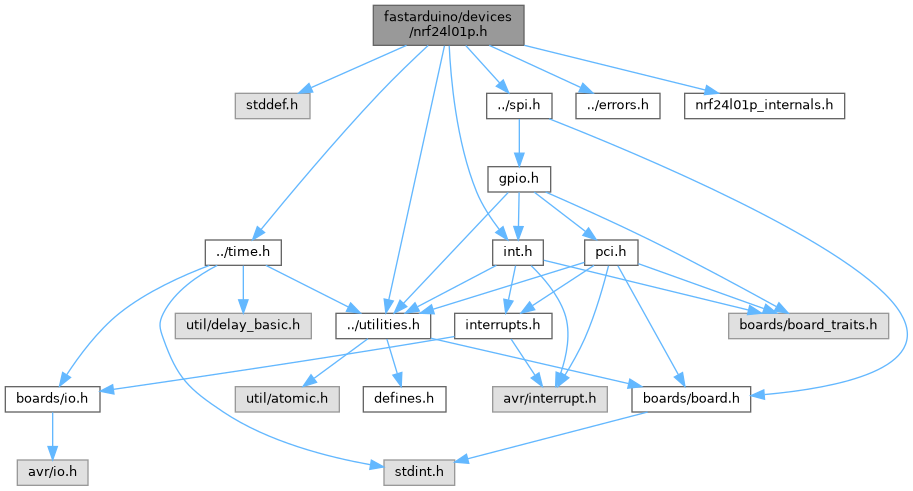 fastarduino/devices
/nrf24l01p.h
stddef.h
../spi.h
../errors.h
nrf24l01p_internals.h
gpio.h
../time.h
int.h
pci.h
util/delay_basic.h
../utilities.h
interrupts.h
boards/board_traits.h
boards/io.h
util/atomic.h
defines.h
avr/interrupt.h
boards/board.h
avr/io.h
stdint.h